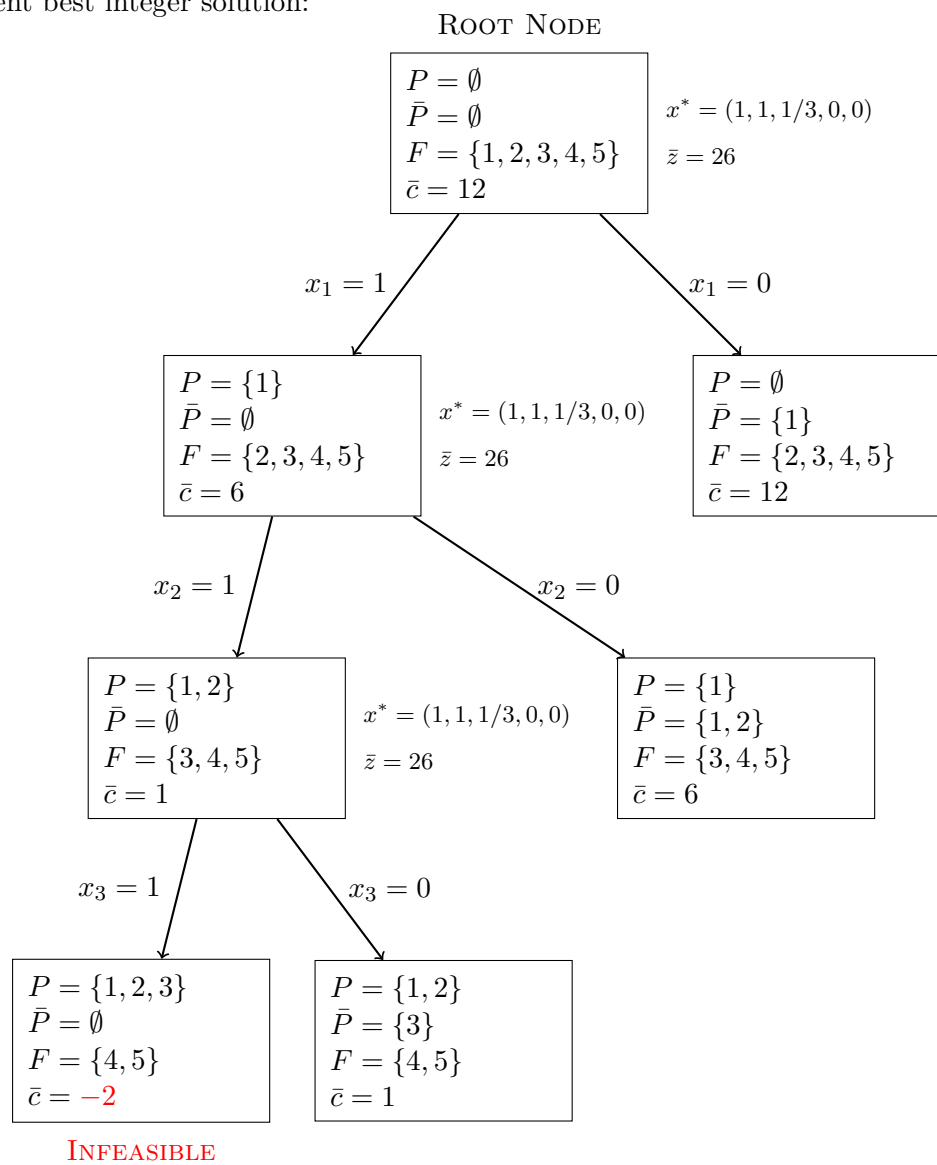 ent best integer solution:
ROOT NODE
P = ∅
P̄ = ∅
F = {1, 2, 3, 4, 5}
c̄ = 12
x* = (1, 1, 1/3, 0, 0)
z̄ = 26
x₁ = 1
x₁ = 0
P = {1}
P̄ = ∅
F = {2, 3, 4, 5}
c̄ = 6
x* = (1, 1, 1/3, 0, 0)
z̄ = 26
P = ∅
P̄ = {1}
F = {2, 3, 4, 5}
c̄ = 12
x₂ = 1
x₂ = 0
P = {1, 2}
P̄ = ∅
F = {3, 4, 5}
c̄ = 1
x* = (1, 1, 1/3, 0, 0)
z̄ = 26
P = {1}
P̄ = {1, 2}
F = {3, 4, 5}
c̄ = 6
x₃ = 1
x₃ = 0
P = {1, 2, 3}
P̄ = ∅
F = {4, 5}
c̄ = −2
INFEASIBLE
P = {1, 2}
P̄ = {3}
F = {4, 5}
c̄ = 1